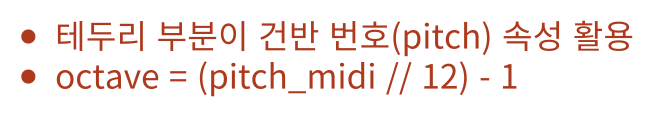 • 테두리 부분이 건반 번호(pitch) 속성 활용
• octave = (pitch_midi // 12) - 1